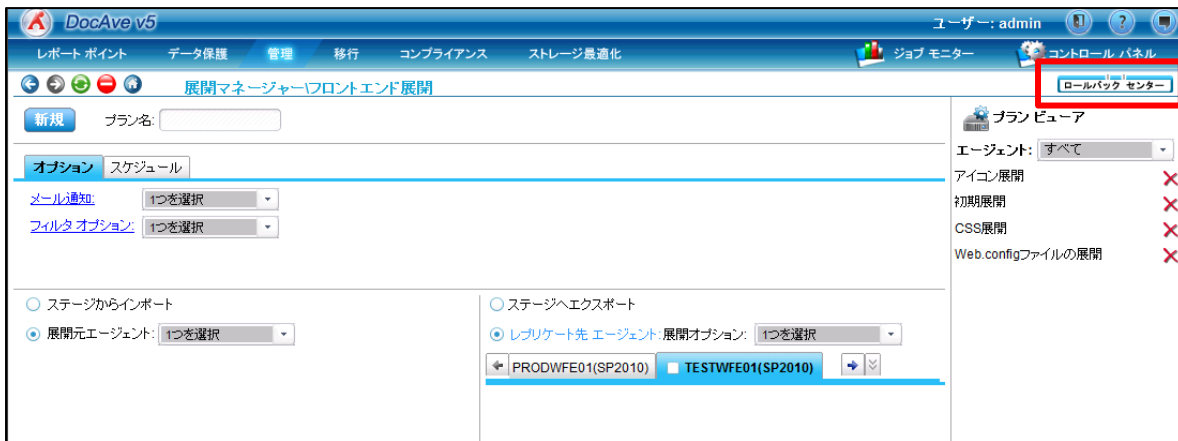 DocAve v5 ユーザー: admin
レポート ポイント データ保護 管理 移行 コンプライアンス ストレージ最適化 ジョブ モニター コントロール パネル
展開マネージャー\フロントエンド展開 ロールバック センター
新規 プラン名: プラン ビューア
エージェント: すべて
オプション スケジュール
アイコン展開
メール通知: 1つを選択
初期展開
フィルタ オプション: 1つを選択
CSS展開
Web.configファイルの展開
ステージからインポート ステージへエクスポート
展開元エージェント: 1つを選択 レプリケート先 エージェント:展開オプション: 1つを選択
PRODWFE01(SP2010) TESTWFE01(SP2010)